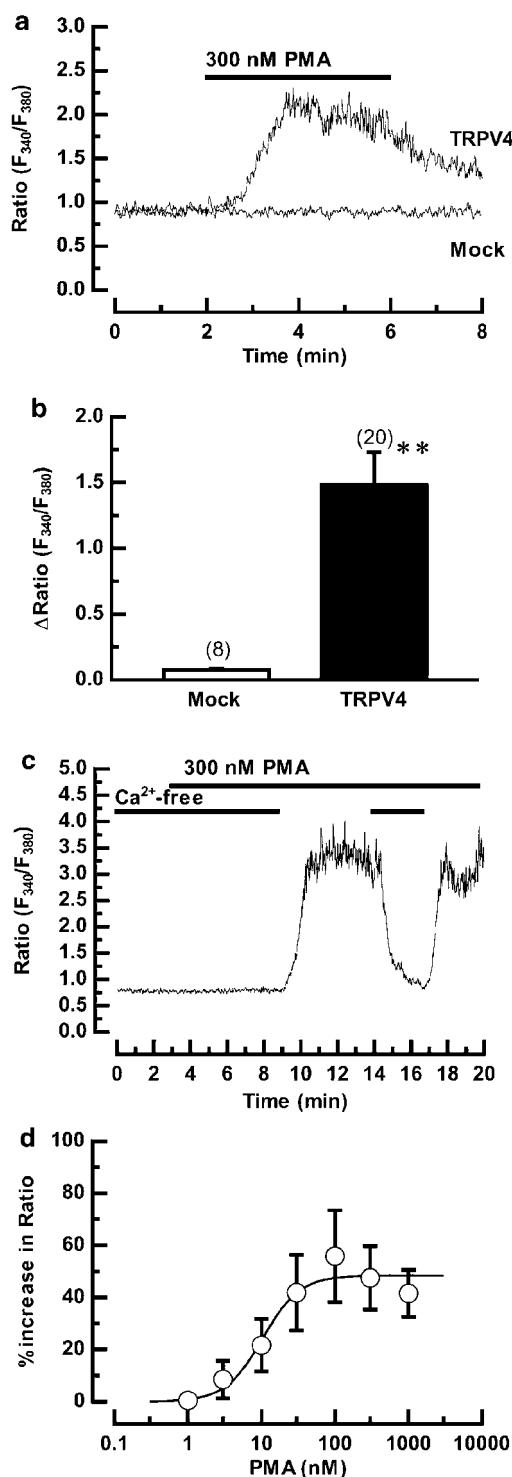 a
3.0
300 nM PMA
2.5
2.0
TRPV4
1.5
1.0
0.5
Mock
0.0
Ratio (F340/F380)
0 2 4 6 8
Time (min)
b
2.0
(20) **
1.5
1.0
0.5
(8)
0.0
ΔRatio (F340/F380)
Mock TRPV4
c
5.0
300 nM PMA
4.5
Ca2+-free
4.0
3.5
3.0
2.5
2.0
1.5
1.0
0.5
0.0
Ratio (F340/F380)
0 2 4 6 8 10 12 14 16 18 20
Time (min)
d
100
80
60
40
20
0
% increase in Ratio
0.1 1 10 100 1000 10000
PMA (nM)